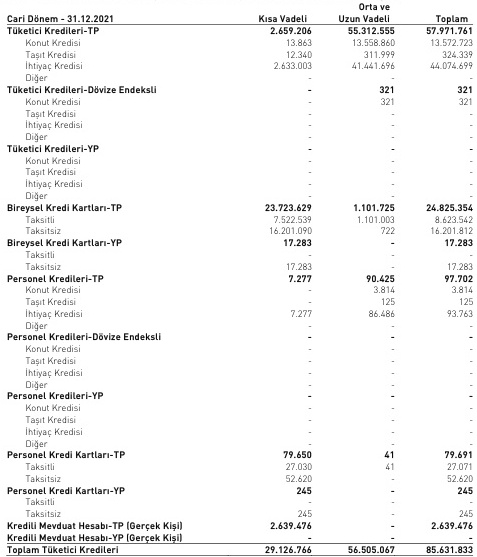 Orta ve
Cari Dönem - 31.12.2021 Kısa Vadeli Uzun Vadeli Toplam
Tüketici Kredileri-TP 2.659.206 55.312.555 57.971.761
Konut Kredisi 13.863 13.558.860 13.572.723
Taşıt Kredisi 12.340 311.999 324.339
İhtiyaç Kredisi 2.633.003 41.441.696 44.074.699
Diğer - - -
Tüketici Kredileri-Dövize Endeksli - 321 321
Konut Kredisi - 321 321
Taşıt Kredisi - - -
İhtiyaç Kredisi - - -
Diğer - - -
Tüketici Kredileri-YP - - -
Konut Kredisi - - -
Taşıt Kredisi - - -
İhtiyaç Kredisi - - -
Diğer - - -
Bireysel Kredi Kartları-TP 23.723.629 1.101.725 24.825.354
Taksitli 7.522.539 1.101.003 8.623.542
Taksitsiz 16.201.090 722 16.201.812
Bireysel Kredi Kartları-YP 17.283 - 17.283
Taksitli - - -
Taksitsiz 17.283 - 17.283
Personel Kredileri-TP 7.277 90.425 97.702
Konut Kredisi - 3.814 3.814
Taşıt Kredisi - 125 125
İhtiyaç Kredisi 7.277 86.486 93.763
Diğer - - -
Personel Kredileri-Dövize Endeksli - - -
Konut Kredisi - - -
Taşıt Kredisi - - -
İhtiyaç Kredisi - - -
Diğer - - -
Personel Kredileri-YP - - -
Konut Kredisi - - -
Taşıt Kredisi - - -
İhtiyaç Kredisi - - -
Diğer - - -
Personel Kredi Kartları-TP 79.650 41 79.691
Taksitli 27.030 41 27.071
Taksitsiz 52.620 - 52.620
Personel Kredi Kartları-YP 245 - 245
Taksitli - - -
Taksitsiz 245 - 245
Kredili Mevduat Hesabı-TP (Gerçek Kişi) 2.639.476 - 2.639.476
Kredili Mevduat Hesabı-YP (Gerçek Kişi) - - -
Toplam Tüketici Kredileri 29.126.766 56.505.067 85.631.833